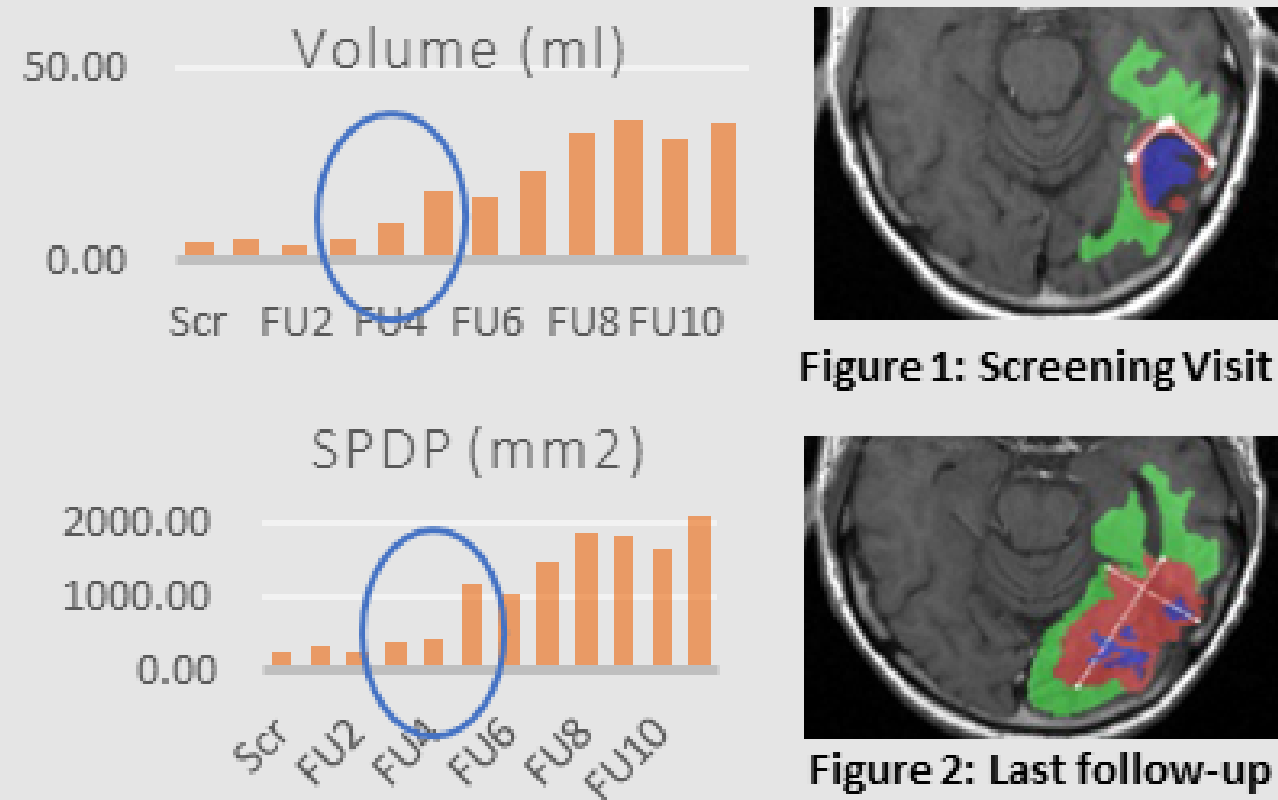 Volume (ml)
50.00
0.00
Scr FU2 FU4 FU6 FU8 FU10
Figure 1: Screening Visit
SPDP (mm2)
2000.00
1000.00
0.00
Scr FU2 FU4 FU6 FU8 FU10
Figure 2: Last follow-up